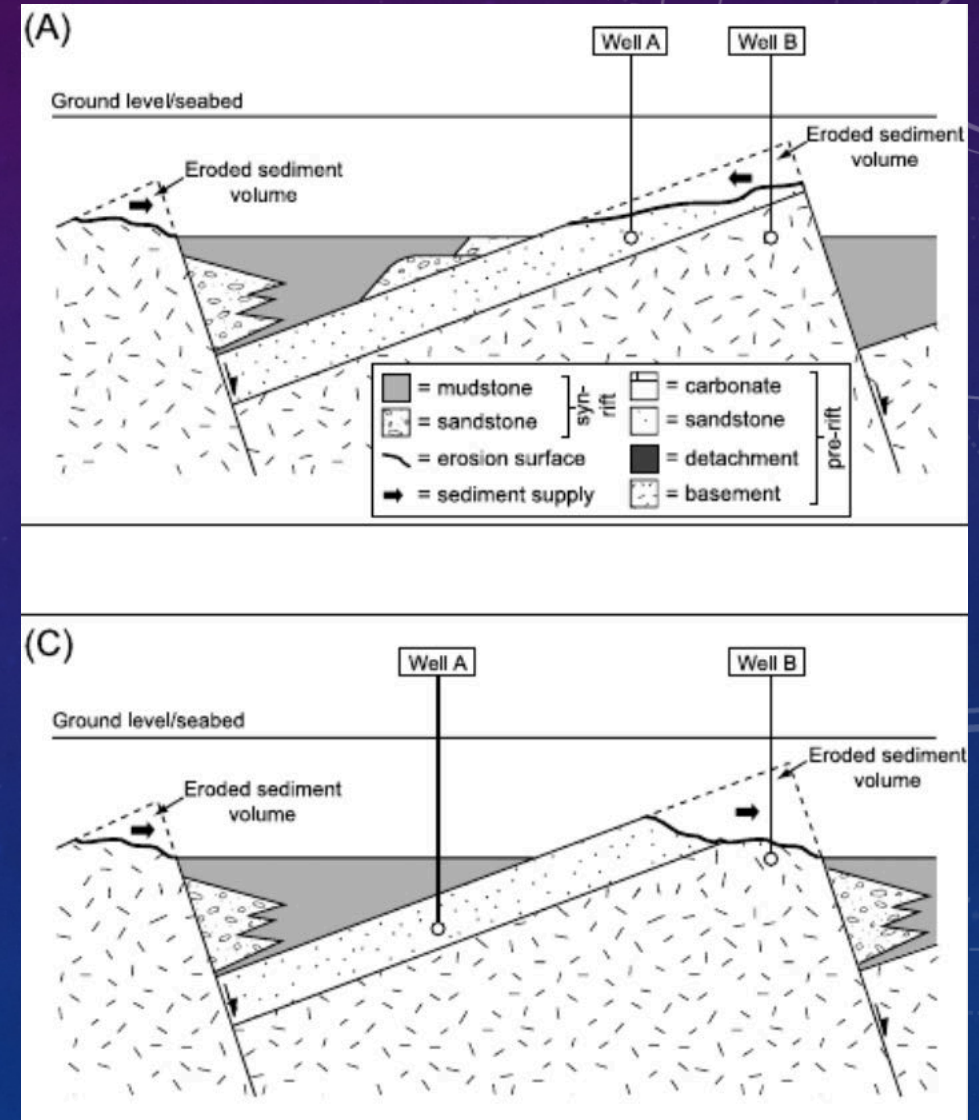 (A)
Well A
Well B
Ground level/seabed
Eroded sediment
volume
Eroded sediment
volume
= mudstone
= sandstone
syn-
rift
= erosion surface
= sediment supply
= carbonate
= sandstone
= detachment
= basement
pre-rift
(C)
Well A
Well B
Ground level/seabed
Eroded sediment
volume
Eroded sediment
volume